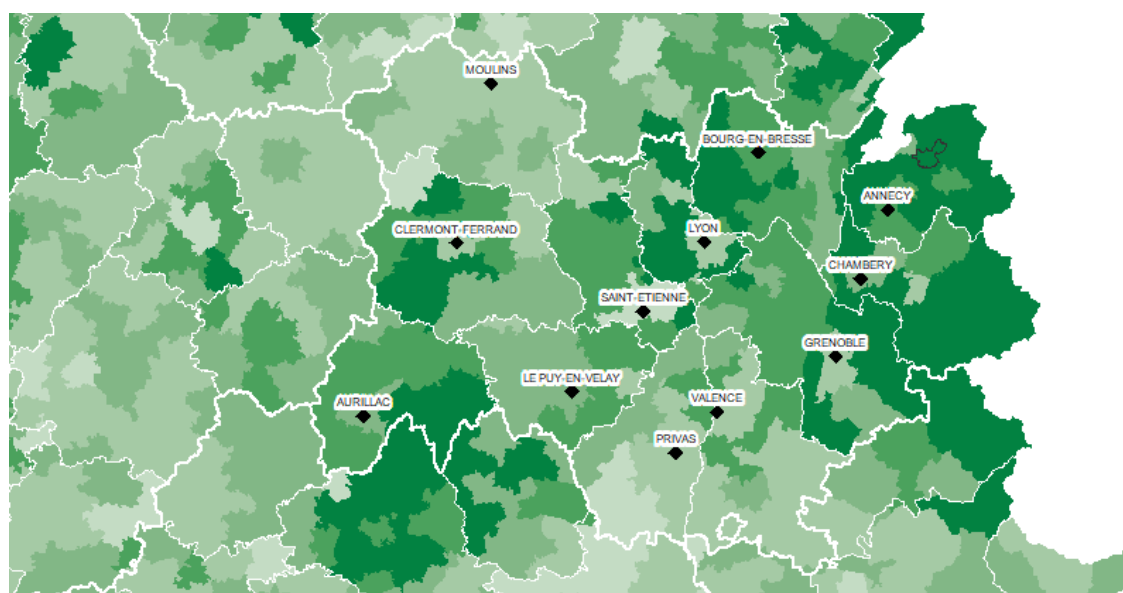 MOULINS
BOURG-EN-BRESSE
ANNECY
CLERMONT-FERRAND
LYON
CHAMBERY
SAINT-ETIENNE
GRENOBLE
LE PUY-EN-VELAY
AURILLAC
VALENCE
PRIVAS